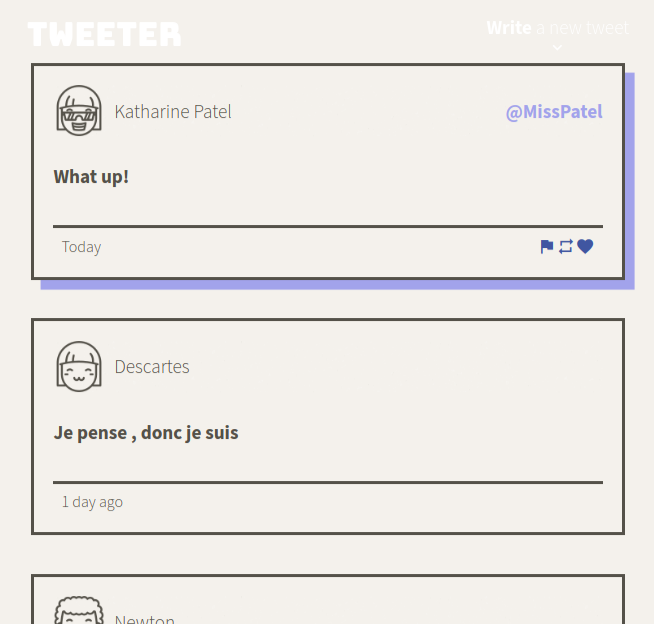 TWEETER
Write a new tweet
Katharine Patel
@MissPatel
What up!
Today
Descartes
Je pense , donc je suis
1 day ago
Newton